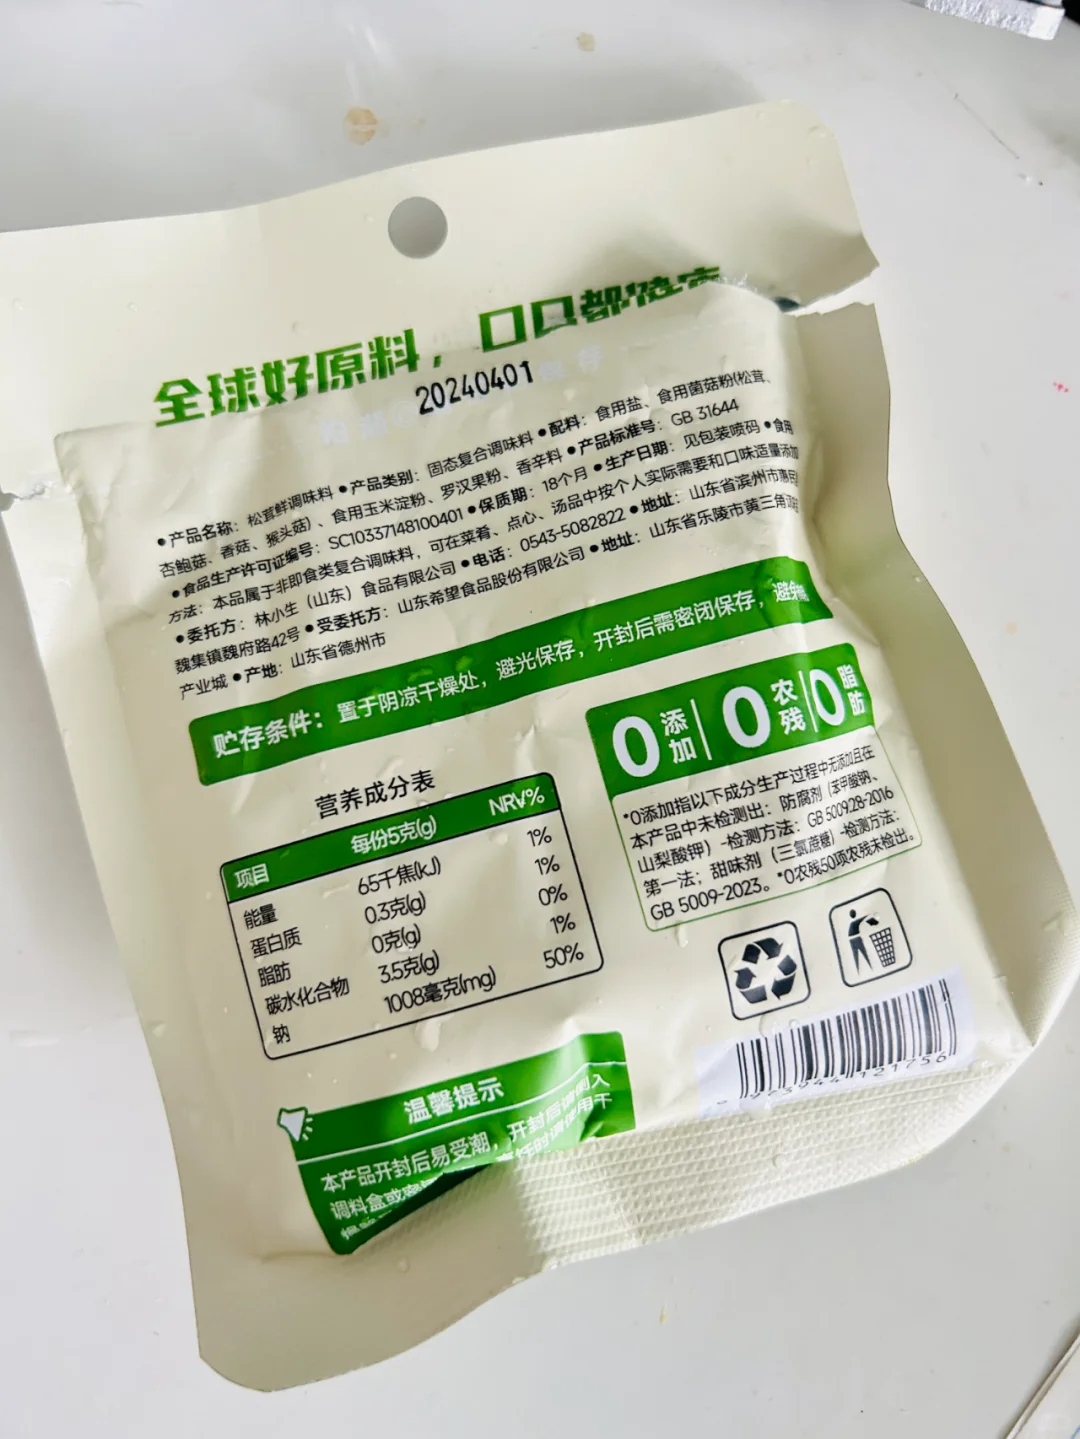 全球好原料，口口都健康
20240401
•产品名称：松茸鲜调味料 •产品类别：固态复合调味料 •配料：食用盐、食用菌菇粉(松茸、
杏鲍菇、香菇、猴头菇)、食用玉米淀粉、罗汉果粉、香辛料 •产品标准号：GB 31644
•食品生产许可证编号：SC10337148100401 •保质期：18个月 •生产日期：见包装喷码 •食用
方法：本品属于非即食类复合调味料，可在菜肴、点心、汤品中按个人实际需要和口味适量添加
•委托方：林小生（山东）食品有限公司 •电话：0543-5082822 •地址：山东省滨州市惠民
魏集镇魏府路42号 •受委托方：山东希望食品股份有限公司 •地址：山东省乐陵市黄三角
产业城 •产地：山东省德州市
贮存条件：置于阴凉干燥处，避光保存，开封后需密闭保存，避免
0添加 0农残 0脂肪
*0添加指以下成分生产过程中无添加且在
本产品中未检测出：防腐剂（苯甲酸钠、
山梨酸钾）-检测方法：GB 5009.28-2016
第一法；甜味剂（三氯蔗糖）-检测方法：
GB 5009-2023。*0农残50项农残未检出。
营养成分表
项目 每份5克(g) NRV%
能量 65千焦(kJ) 1%
蛋白质 0.3克(g) 1%
脂肪 0克(g) 0%
碳水化合物 3.5克(g) 1%
钠 1008毫克(mg) 50%
温馨提示
本产品开封后易受潮，开封后请倒入
调料盒或密
时请使用干
973944121756